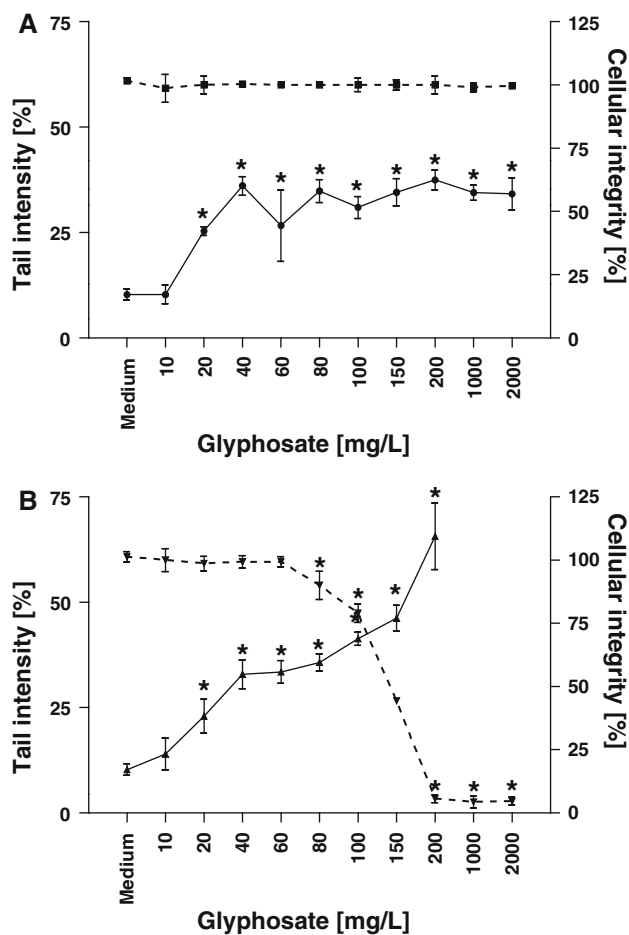 A
75
50
25
0
Tail intensity [%]
125
100
75
50
25
0
Cellular integrity [%]
* * * * * * * * *
Medium 10 20 40 60 80 100 150 200 1000 2000
Glyphosate [mg/L]
B
75
50
25
0
Tail intensity [%]
125
100
75
50
25
0
Cellular integrity [%]
* * * * * * * * * * * *
Medium 10 20 40 60 80 100 150 200 1000 2000
Glyphosate [mg/L]